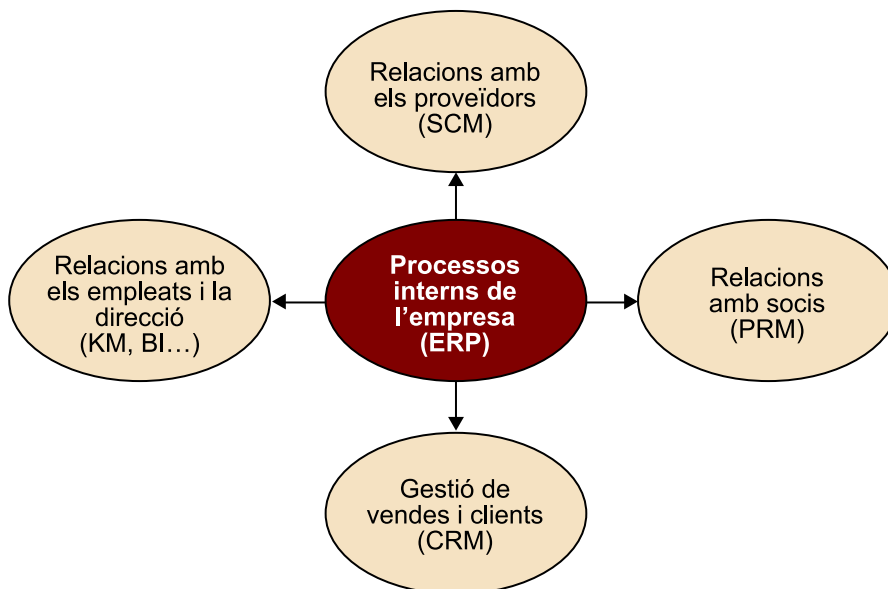 Relacions amb
els proveïdors
(SCM)
Relacions amb
els empleats i la
direcció
(KM, BI…)
Processos
interns de
l’empresa
(ERP)
Relacions
amb socis
(PRM)
Gestió de
vendes i clients
(CRM)